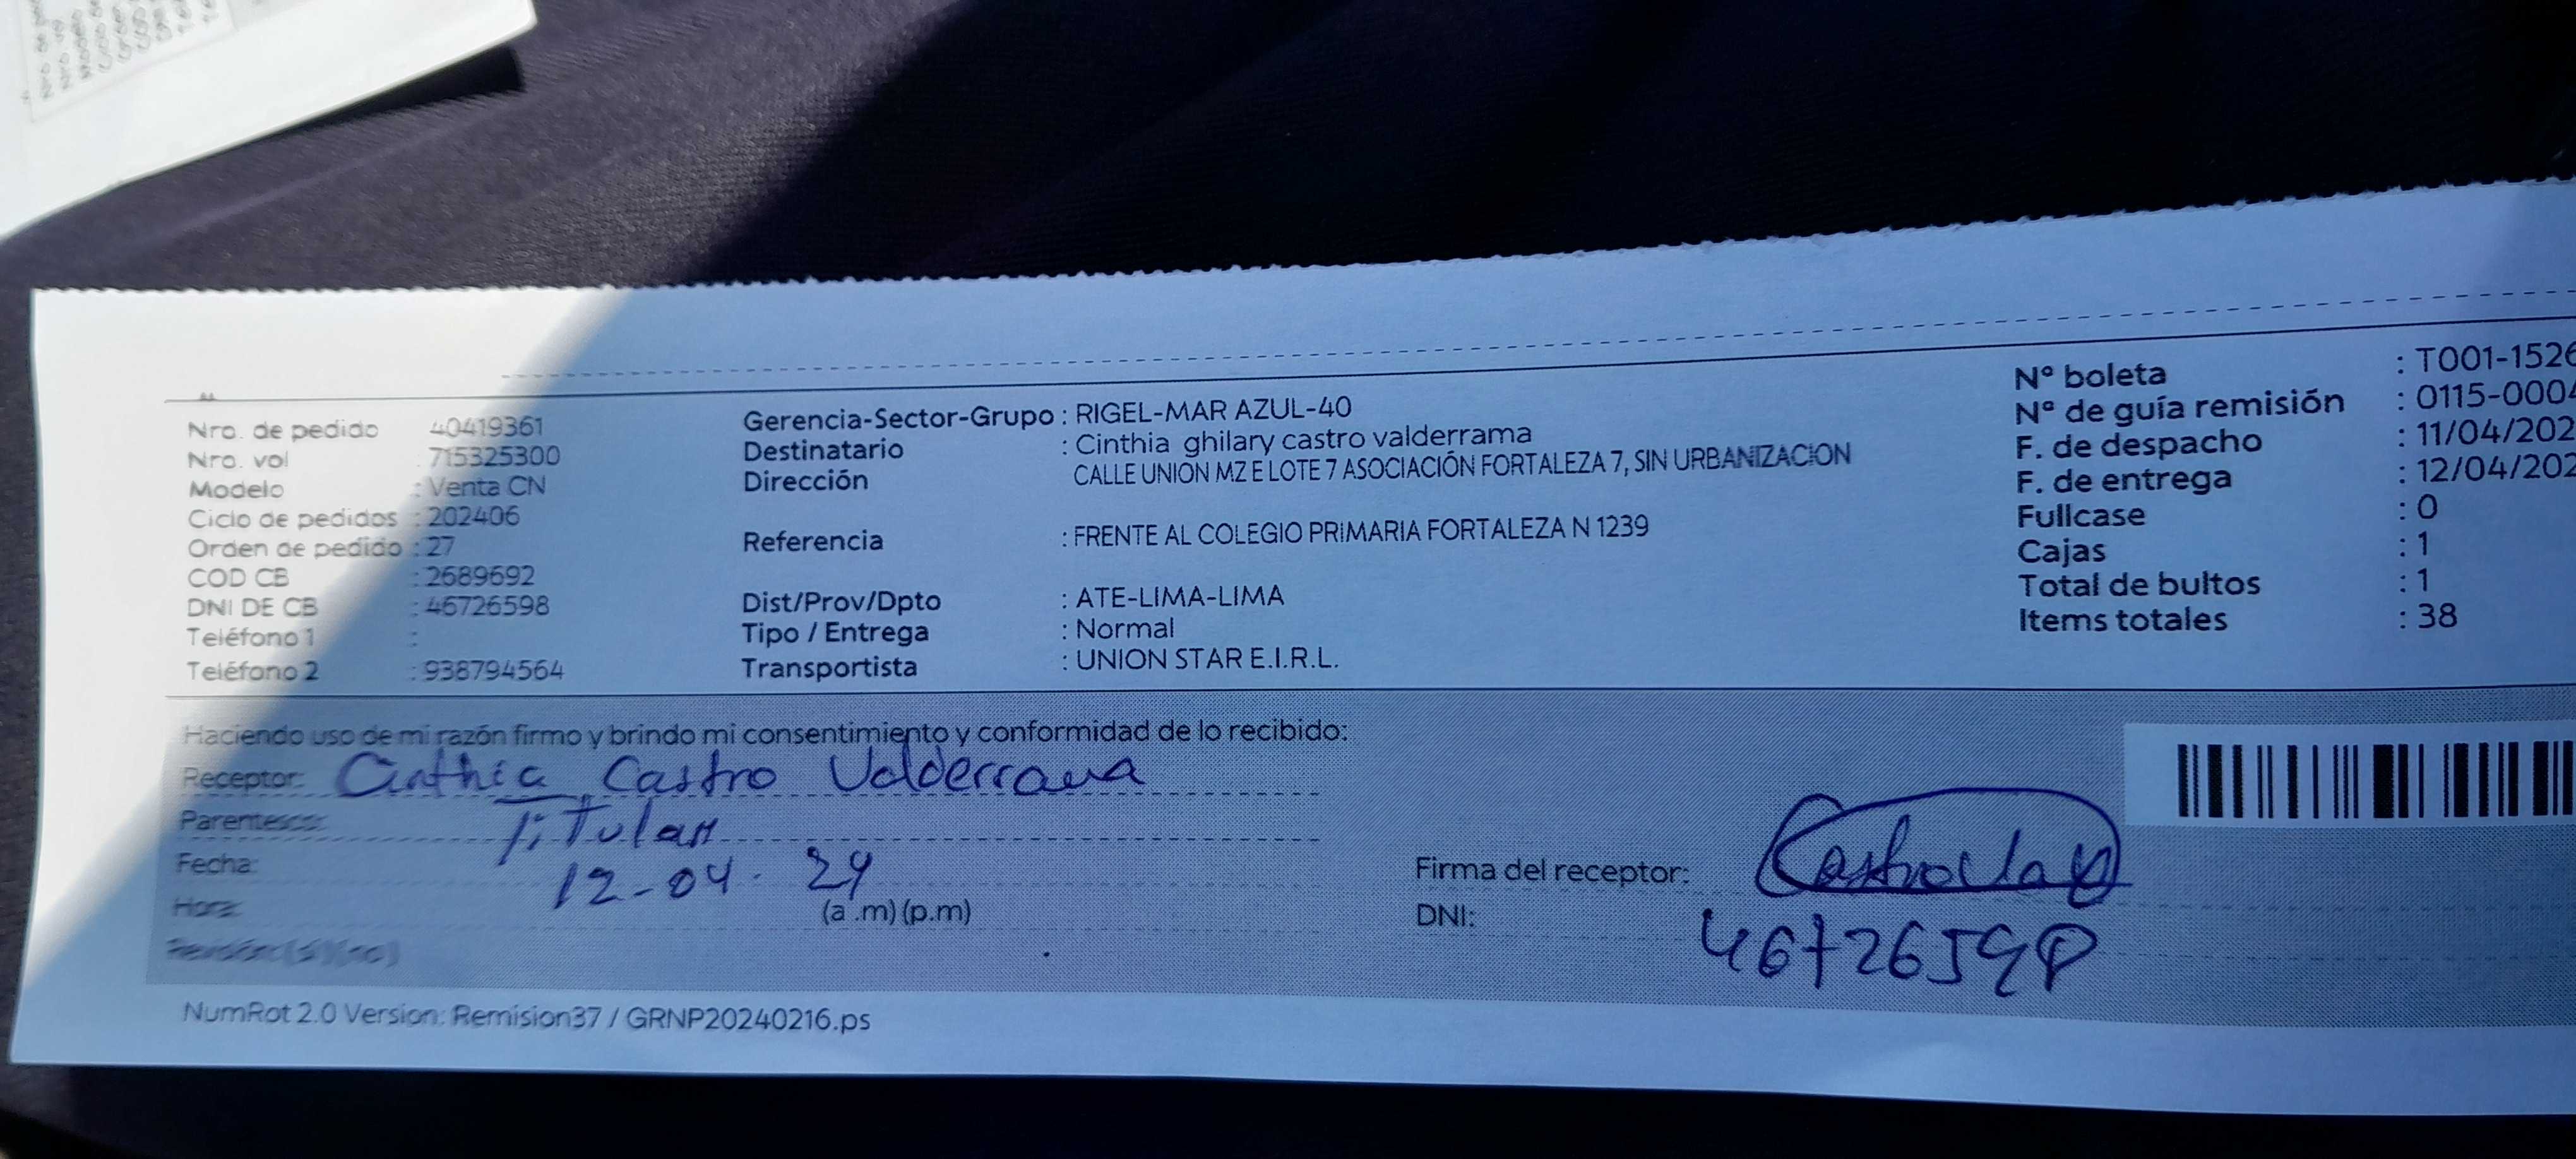 Nro. de pedido 40419361
Nro. vol 715325300
Modelo : Venta CN
Ciclo de pedidos : 202406
Orden de pedido : 27
COD CB : 2689692
DNI DE CB : 46726598
Teléfono 1 :
Teléfono 2 : 938794564
Gerencia-Sector-Grupo : RIGEL-MAR AZUL-40
Destinatario : Cinthia ghilary castro valderrama
Dirección CALLE UNION MZ E LOTE 7 ASOCIACIÓN FORTALEZA 7, SIN URBANIZACION
Referencia : FRENTE AL COLEGIO PRIMARIA FORTALEZA N 1239
Dist/Prov/Dpto : ATE-LIMA-LIMA
Tipo / Entrega : Normal
Transportista : UNION STAR E.I.R.L.
Nº boleta : T001-1526
Nº de guía remisión : 0115-0004
F. de despacho : 11/04/202
F. de entrega : 12/04/202
Fullcase : 0
Cajas : 1
Total de bultos : 1
Items totales : 38
Haciendo uso de mi razón firmo y brindo mi consentimiento y conformidad de lo recibido:
Receptor: Cinthia Castro Valderrama
Parentesco: Titular
Fecha: 12-04-24
Hora: (a .m) (p.m)
Revisión: (si)(no)
Firma del receptor:
DNI: 46726598
NumRot 2.0 Version: Remision37 / GRNP20240216.ps